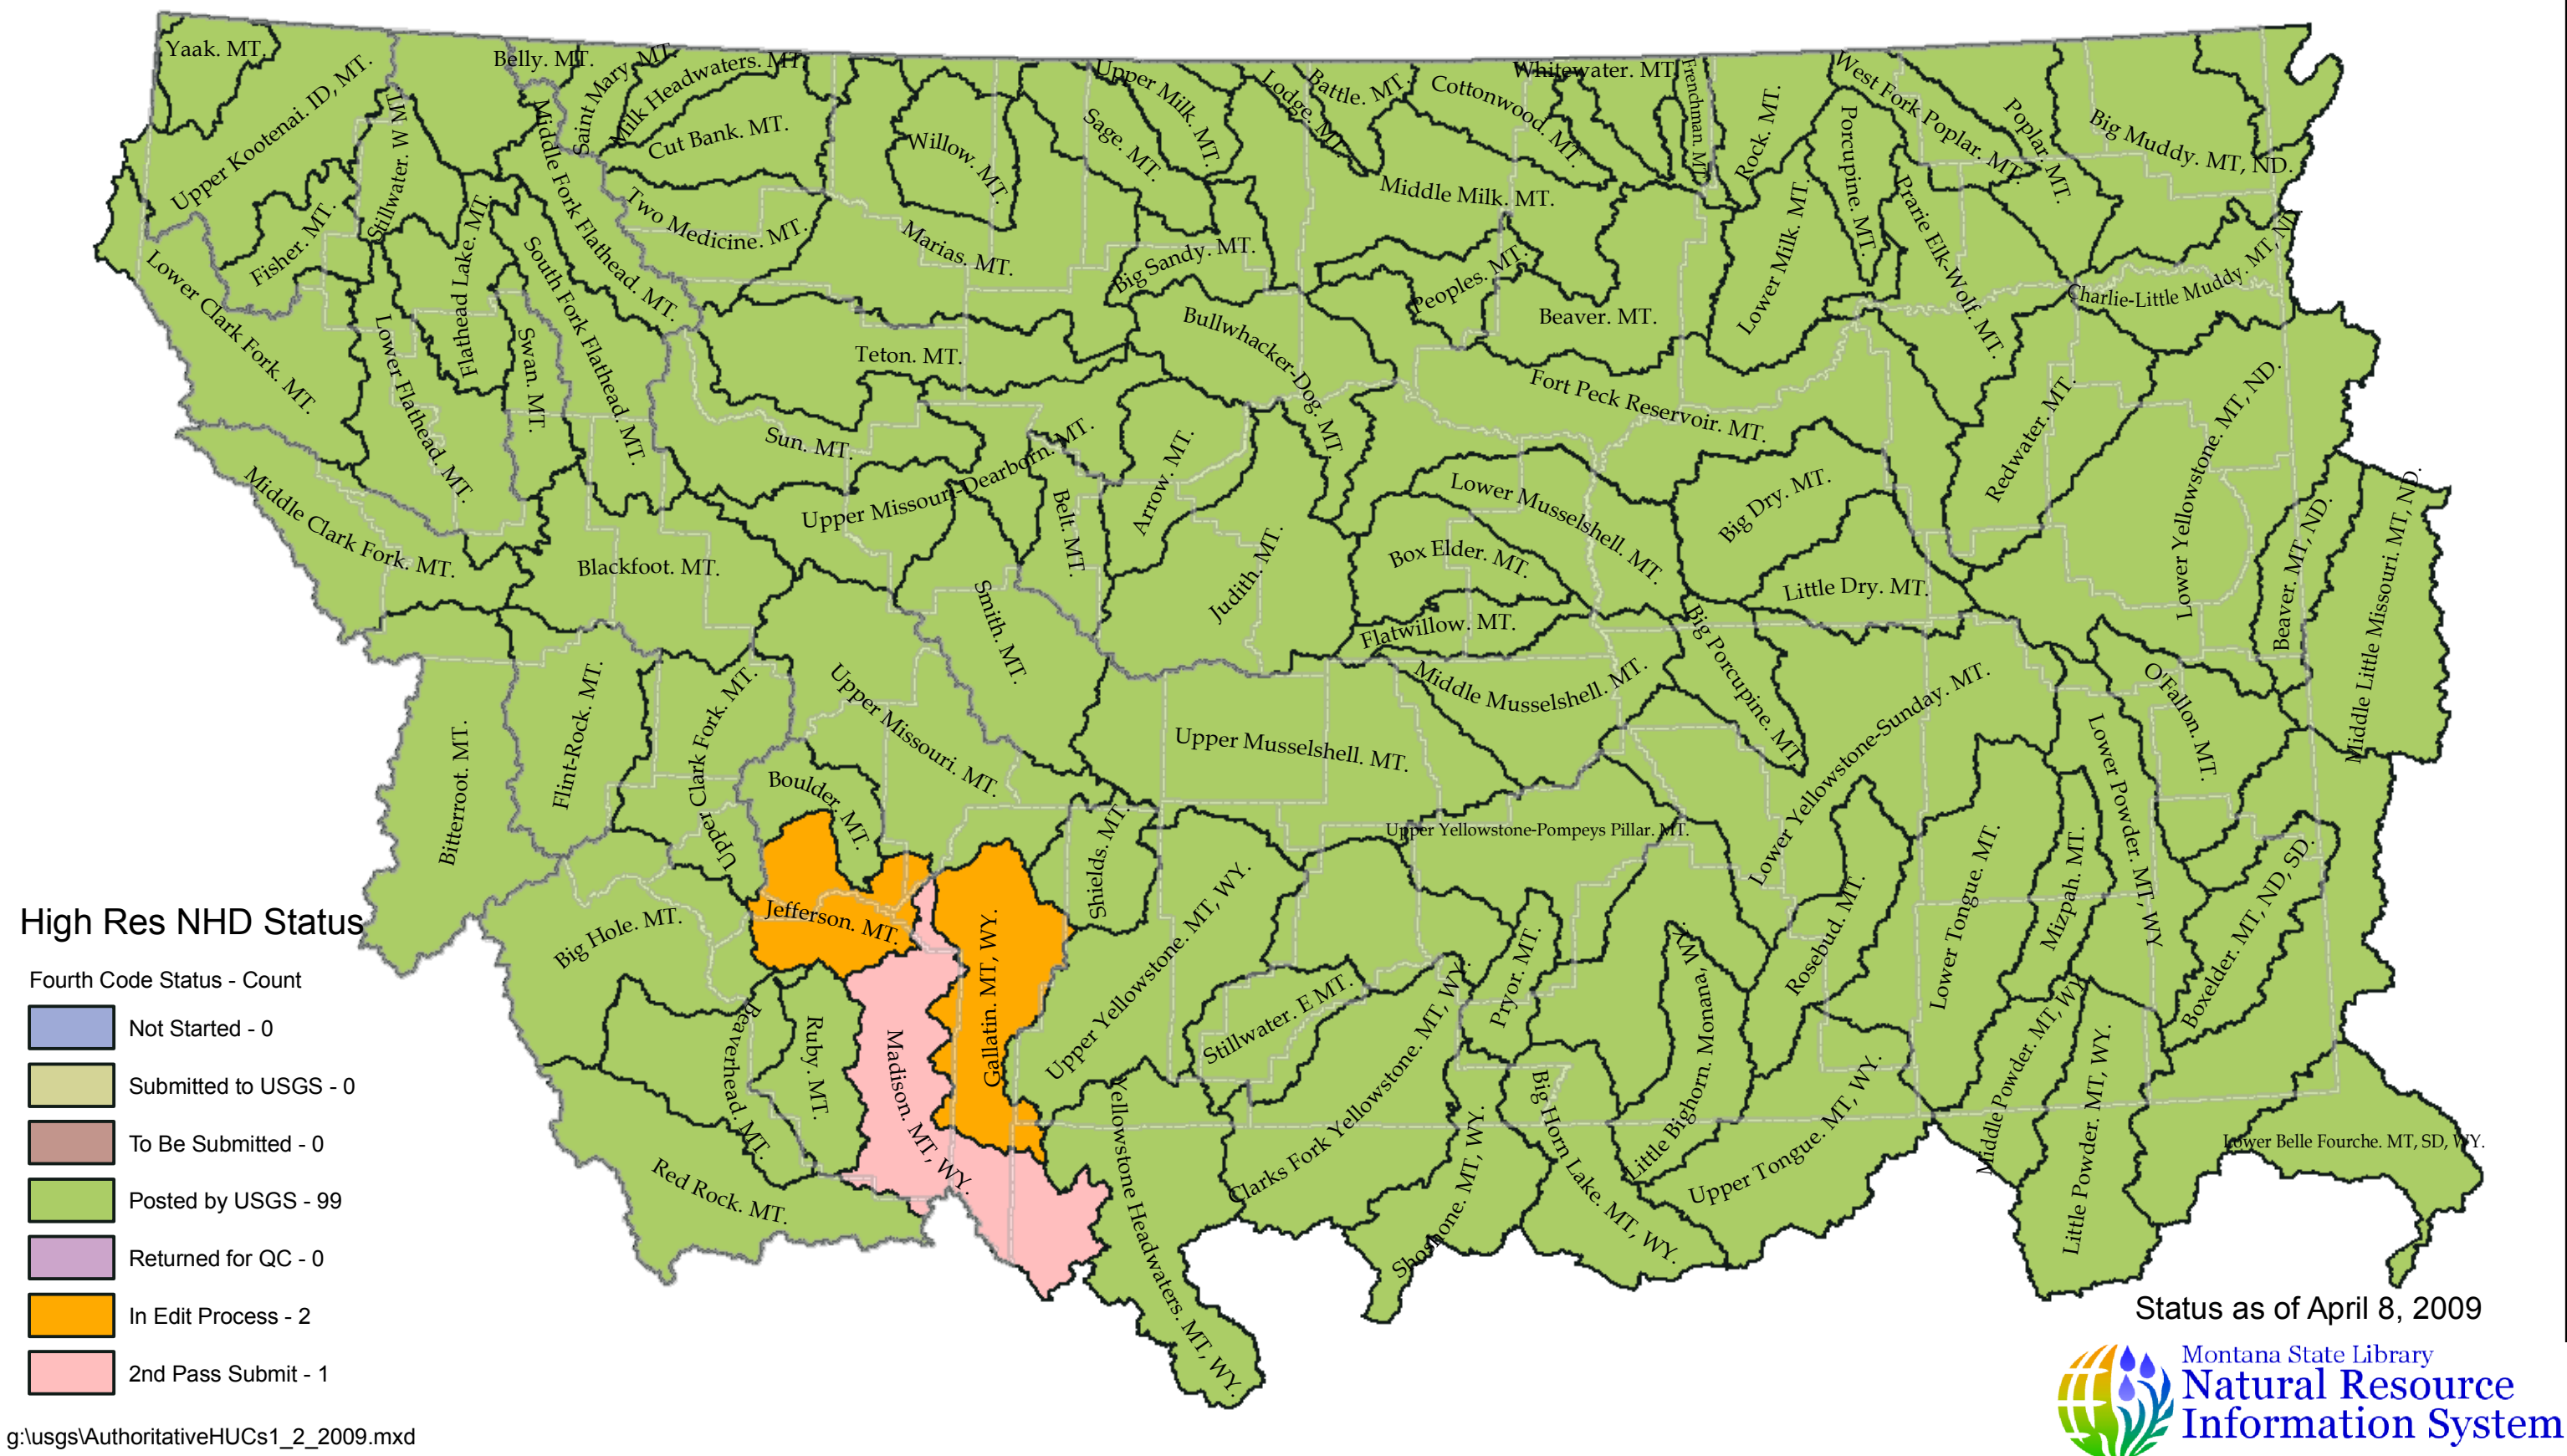 Yaak. MT.
Upper Kootenai. ID, MT.
Belly. MT.
Saint Mary. MT.
Milk Headwaters. MT.
Cut Bank. MT.
Middle Fork Flathead. MT.
Stillwater. W MT.
Fisher. MT.
Flathead Lake. MT.
Two Medicine. MT.
Willow. MT.
Marias. MT.
Sage. MT.
Upper Milk. MT.
Lodge. MT.
Battle. MT.
Cottonwood. MT.
Whitewater. MT.
Frenchman. MT.
Rock. MT.
Porcupine. MT.
West Fork Poplar. MT.
Poplar. MT.
Big Muddy. MT, ND.
Middle Milk. MT.
Lower Milk. MT.
Prarie Elk-Wolf. MT.
Charlie-Little Muddy. MT, ND.
Big Sandy. MT.
Peoples. MT.
Beaver. MT.
Lower Clark Fork. MT.
Lower Flathead. MT.
Swan. MT.
South Fork Flathead. MT.
Teton. MT.
Bullwhacker-Dog. MT.
Fort Peck Reservoir. MT.
Redwater. MT.
Lower Yellowstone. MT, ND.
Sun. MT.
Upper Missouri-Dearborn. MT.
Belt. MT.
Arrow. MT.
Judith. MT.
Lower Musselshell. MT.
Big Dry. MT.
Box Elder. MT.
Little Dry. MT.
Flatwillow. MT.
Beaver. MT, ND.
Middle Little Missouri. MT, ND.
Middle Clark Fork. MT.
Blackfoot. MT.
Smith. MT.
Upper Missouri. MT.
Middle Musselshell. MT.
Big Porcupine. MT.
Upper Musselshell. MT.
Lower Yellowstone-Sunday. MT.
O'Fallon. MT.
Lower Powder. MT, WY
Bitterroot. MT.
Flint-Rock. MT.
Upper Clark Fork. MT.
Boulder. MT.
Shields. MT.
Upper Yellowstone-Pompeys Pillar. MT.
Upper Yellowstone. MT, WY.
Big Hole. MT.
Jefferson. MT.
Gallatin. MT, WY.
Madison. MT, WY.
Ruby. MT.
Beaverhead. MT.
Red Rock. MT.
Stillwater. E MT.
Clarks Fork Yellowstone. MT, WY.
Pryor. MT.
Rosebud. MT.
Lower Tongue. MT.
Mizpah. MT.
Boxelder. MT, ND, SD.
Middle Powder. MT, WY.
Little Powder. MT, WY.
Little Bighorn. Monana, WY.
Upper Tongue. MT, WY.
Big Horn Lake. MT, WY.
Shoshone. MT, WY.
Yellowstone Headwaters. MT, WY.
Lower Belle Fourche. MT, SD, WY.
High Res NHD Status
Fourth Code Status - Count
Not Started - 0
Submitted to USGS - 0
To Be Submitted - 0
Posted by USGS - 99
Returned for QC - 0
In Edit Process - 2
2nd Pass Submit - 1
Status as of April 8, 2009
Montana State Library
Natural Resource
Information System
g:\usgs\AuthoritativeHUCs1_2_2009.mxd